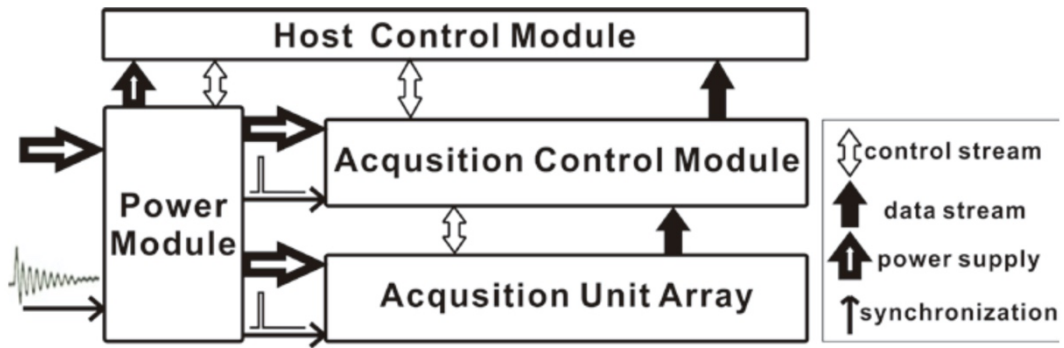 Host Control Module
Acqusition Control Module
Power
Module
Acqusition Unit Array
control stream
data stream
power supply
synchronization